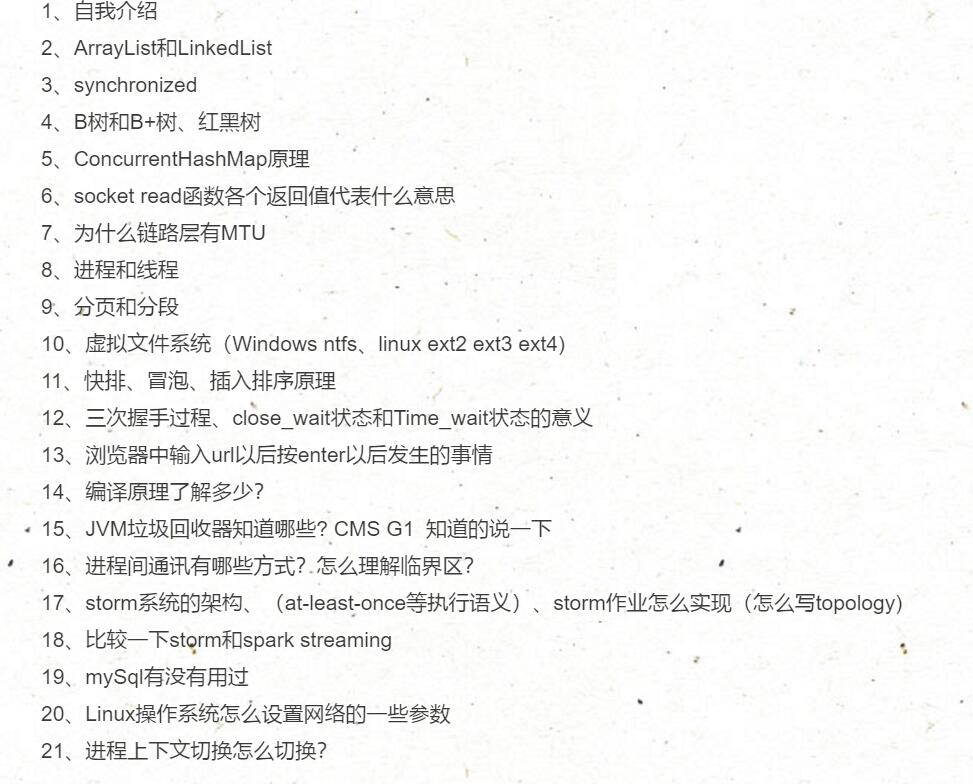 1、自我介绍
2、ArrayList和LinkedList
3、synchronized
4、B树和B+树、红黑树
5、ConcurrentHashMap原理
6、socket read函数各个返回值代表什么意思
7、为什么链路层有MTU
8、进程和线程
9、分页和分段
10、虚拟文件系统（Windows ntfs、linux ext2 ext3 ext4）
11、快排、冒泡、插入排序原理
12、三次握手过程、close_wait状态和Time_wait状态的意义
13、浏览器中输入url以后按enter以后发生的事情
14、编译原理了解多少？
15、JVM垃圾回收器知道哪些? CMS G1  知道的说一下
16、进程间通讯有哪些方式？怎么理解临界区？
17、storm系统的架构、（at-least-once等执行语义）、storm作业怎么实现（怎么写topology）
18、比较一下storm和spark streaming
19、mySql有没有用过
20、Linux操作系统怎么设置网络的一些参数
21、进程上下文切换怎么切换？